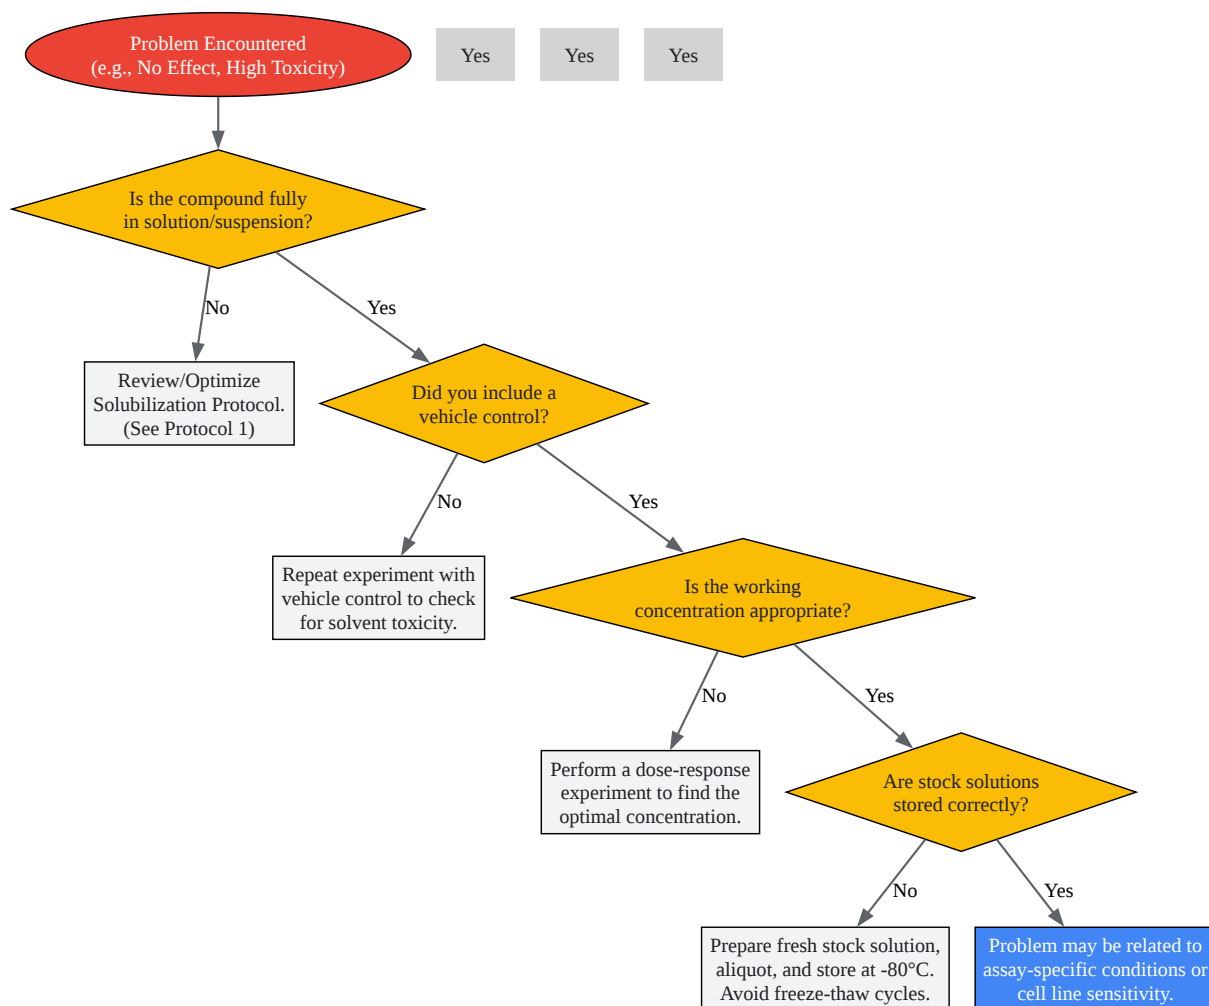 Problem Encountered
(e.g., No Effect, High Toxicity)
Yes
Yes
Yes
Is the compound fully
in solution/suspension?
No
Yes
Review/Optimize
Solubilization Protocol.
(See Protocol 1)
Did you include a
vehicle control?
No
Yes
Repeat experiment with
vehicle control to check
for solvent toxicity.
Is the working
concentration appropriate?
No
Yes
Perform a dose-response
experiment to find the
optimal concentration.
Are stock solutions
stored correctly?
No
Yes
Prepare fresh stock solution,
aliquot, and store at -80°C.
Avoid freeze-thaw cycles.
Problem may be related to
assay-specific conditions or
cell line sensitivity.